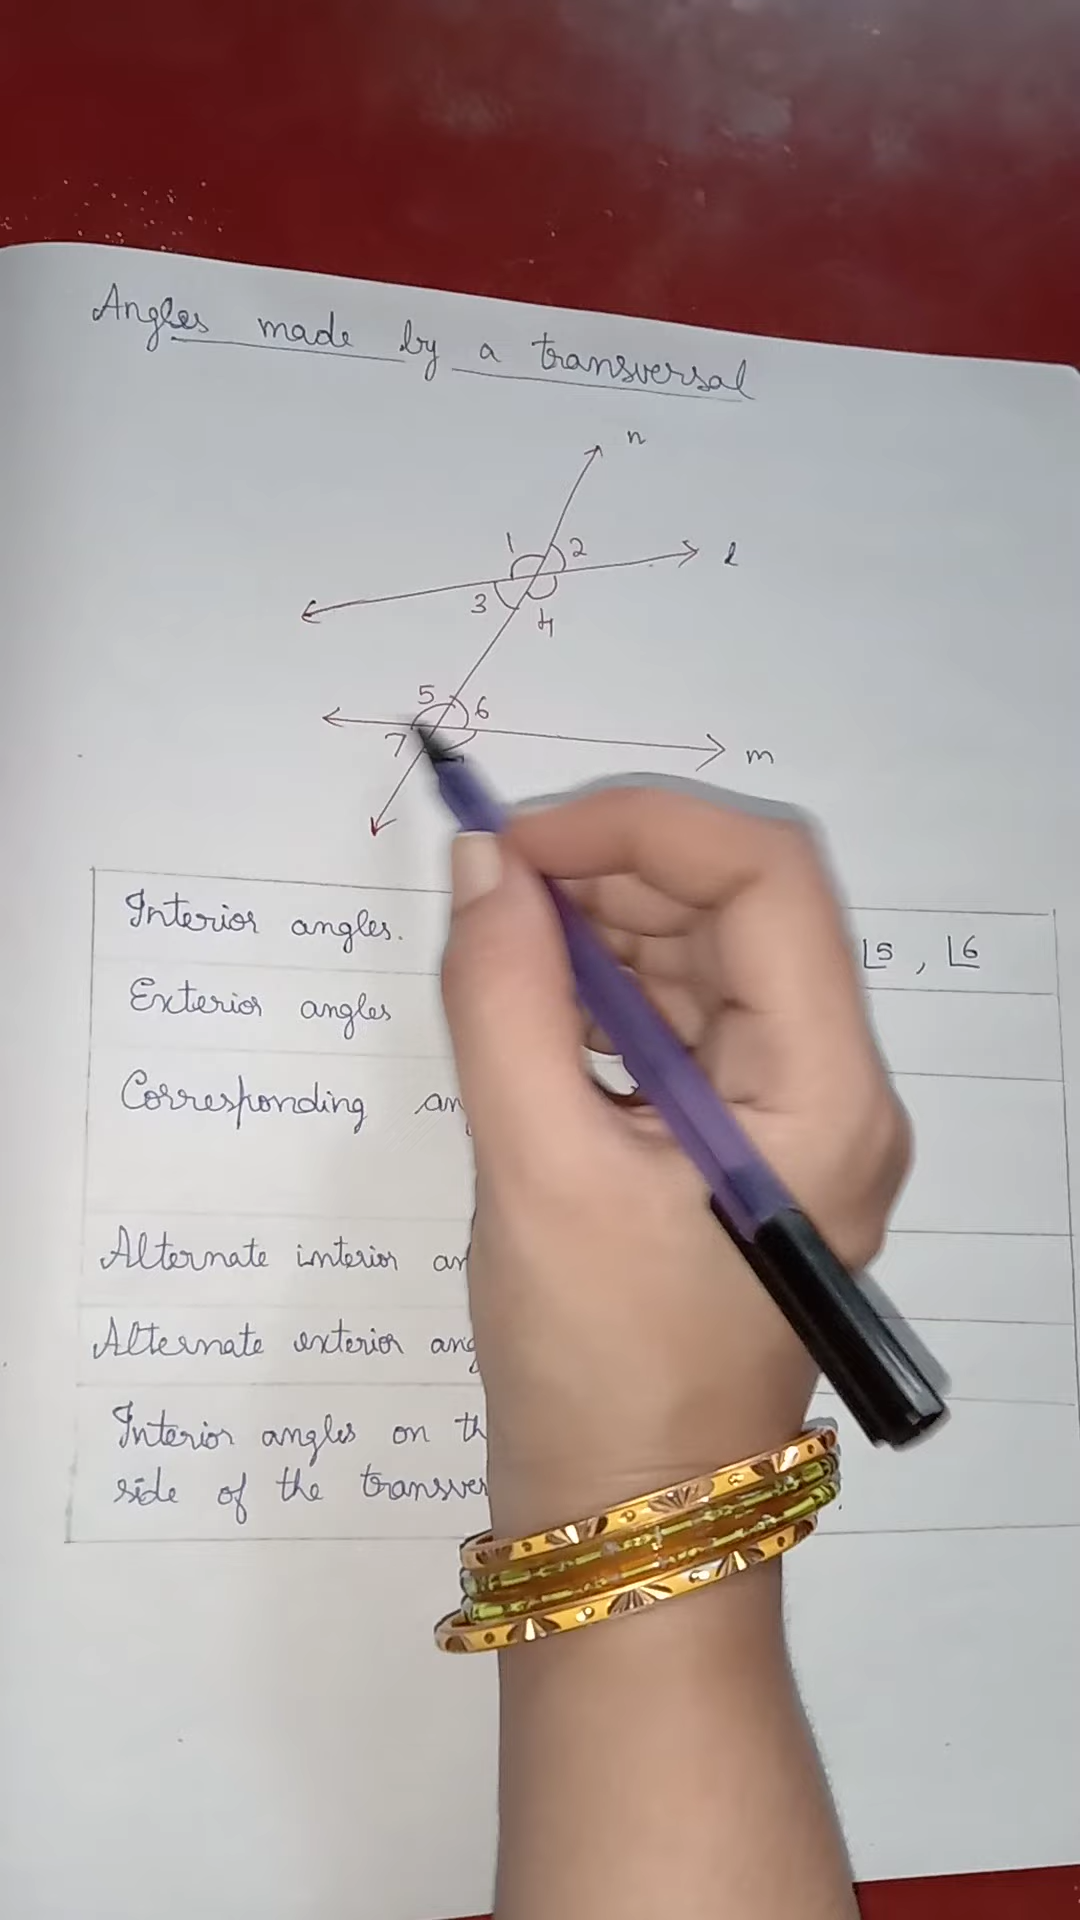 Angles made by a transversal
n
1 2 l
3 4
5 6
7 m
Interior angles. ∠5 , ∠6
Exterior angles
Corresponding
Alternate interior
Alternate exterior
Interior angles on
side of the